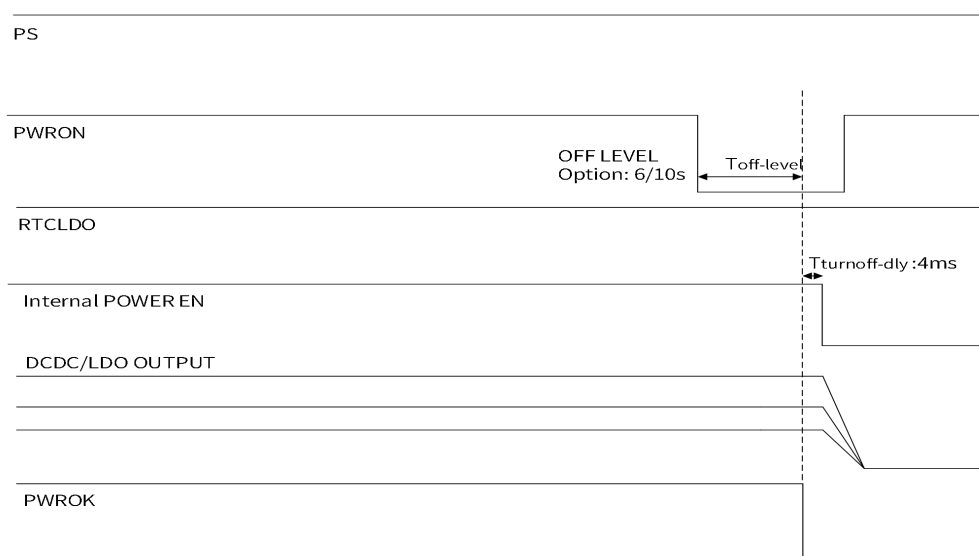 PS
PWRON
OFF LEVEL
Option: 6/10s
Toff-level
RTCLDO
Tturnoff-dly :4ms
Internal POWER EN
DCDC/LDO OUTPUT
PWROK